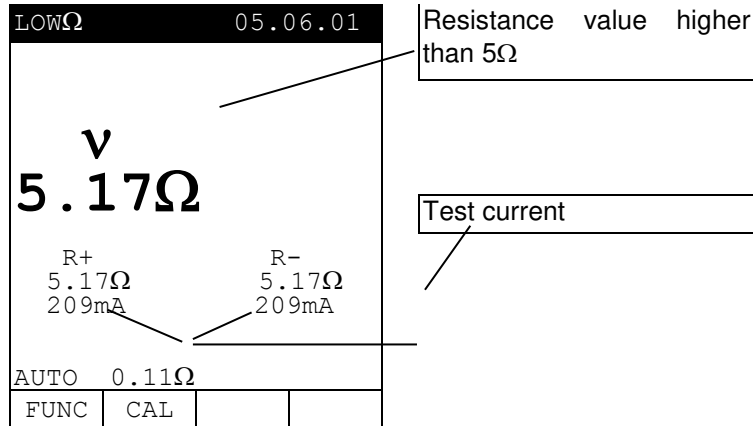 LOWΩ 05.06.01
Resistance value higher
than 5Ω
ν
5.17Ω
Test current
R+ R-
5.17Ω 5.17Ω
209mA 209mA
AUTO 0.11Ω
FUNC CAL